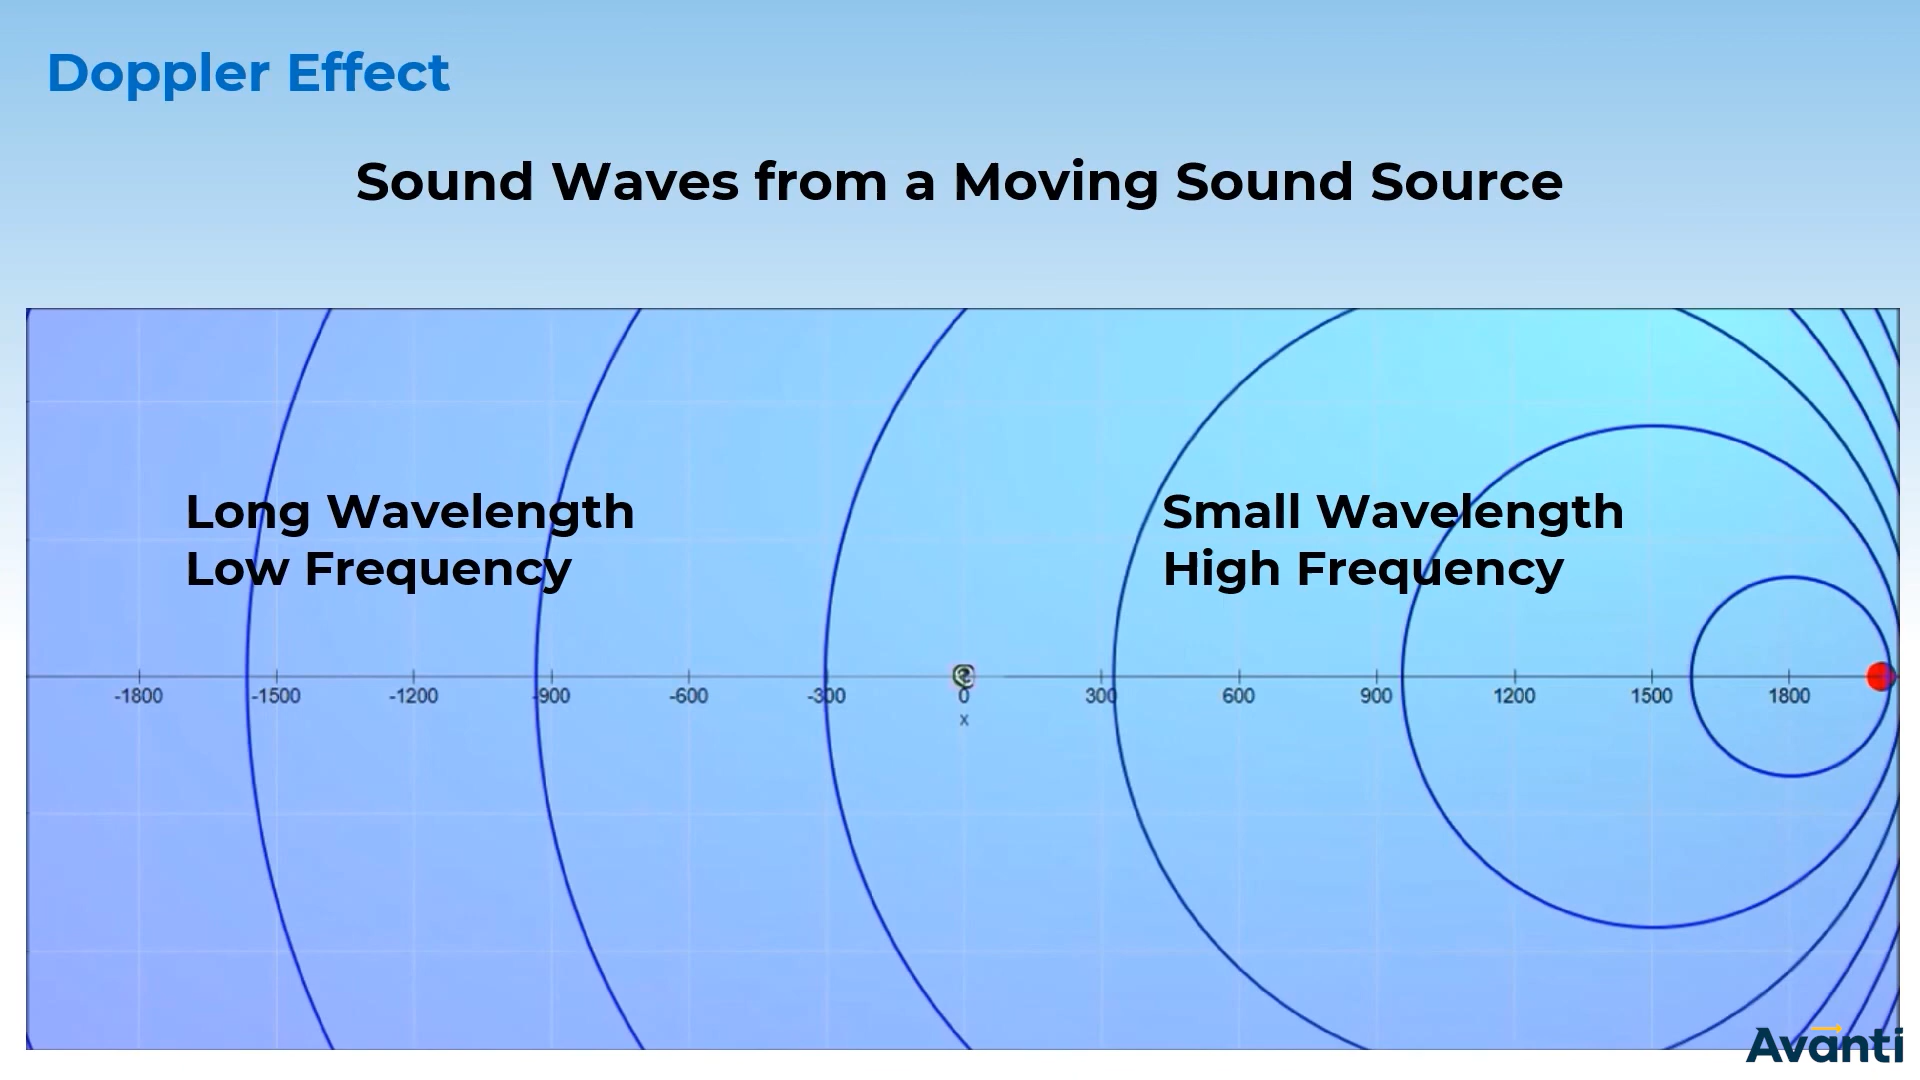 Doppler Effect
Sound Waves from a Moving Sound Source
Long Wavelength
Low Frequency
Small Wavelength
High Frequency
-1800 -1500 -1200 -900 -600 -300 0 300 600 900 1200 1500 1800
x
Avanti